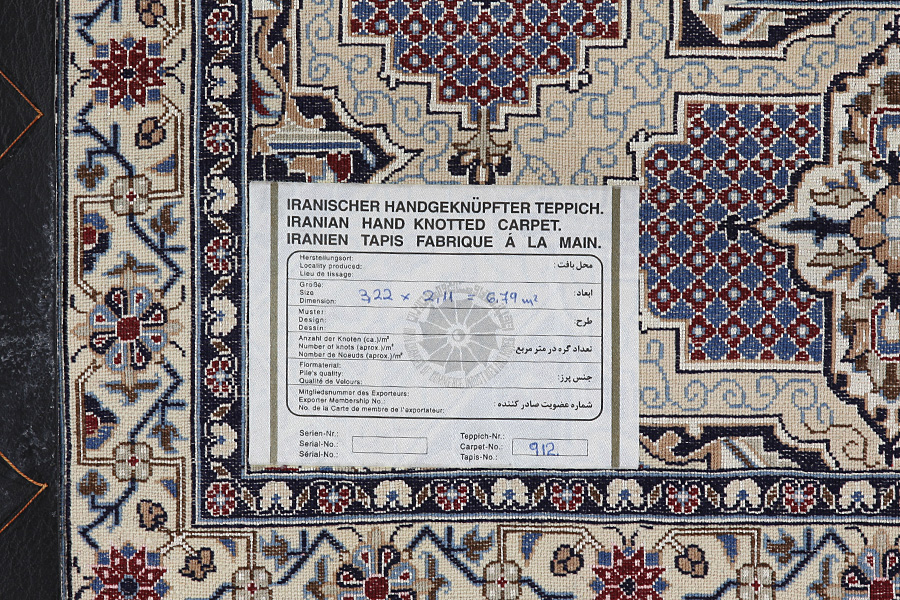 IRANISCHER HANDGEKNÜPFTER TEPPICH.
IRANIAN HAND KNOTTED CARPET.
IRANIEN TAPIS FABRIQUE Á LA MAIN.
Herstellungsort:
Locality produced: محل بافت:
Lieu de tissage:
Große:
Size 3,22 x 2,11 = 6.79 m² ابعاد:
Dimension:
Muster:
Design: طرح:
Dessin:
Anzahl der Knoten (ca.)/m²
Number of knots (aprox.)/m² تعداد گره در متر مربع
Nomber de Noeuds (aprox.)/m²
Flormaterial:
Pile's quality: جنس پرز:
Qualité de Velours:
Mitgliedsnummer des Exporteurs:
Exporter Membership No.: شماره عضویت صادر کننده:
No. de la Carte de membre de l'exportateur:
Serien-Nr.: Teppich-Nr.:
Serial-No.: Carpet-No.: 912.
Sérial-No.: Tapis-No.: